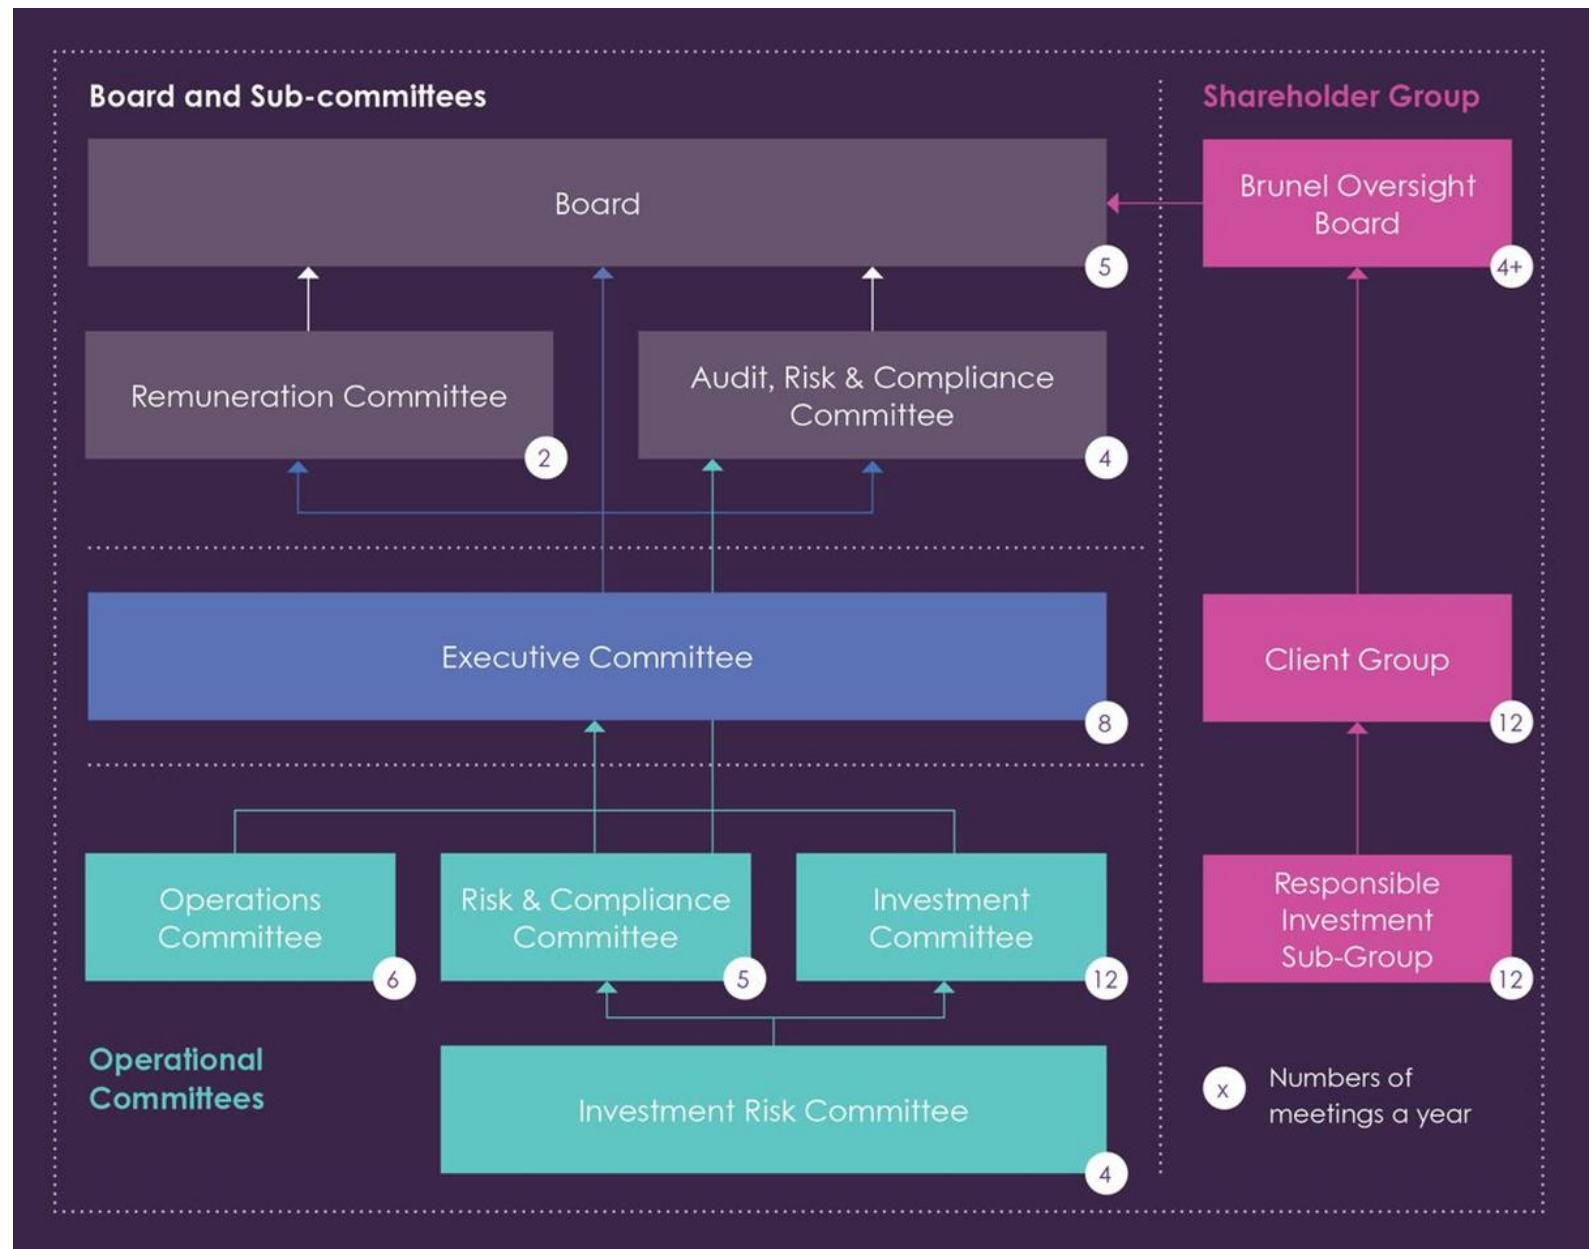 Board and Sub-committees
Shareholder Group
Board
5
Brunel Oversight
Board
4+
Remuneration Committee
2
Audit, Risk & Compliance
Committee
4
Executive Committee
8
Client Group
12
Operations
Committee
6
Risk & Compliance
Committee
5
Investment
Committee
12
Responsible
Investment
Sub-Group
12
Operational
Committees
Investment Risk Committee
4
x
Numbers of
meetings a year